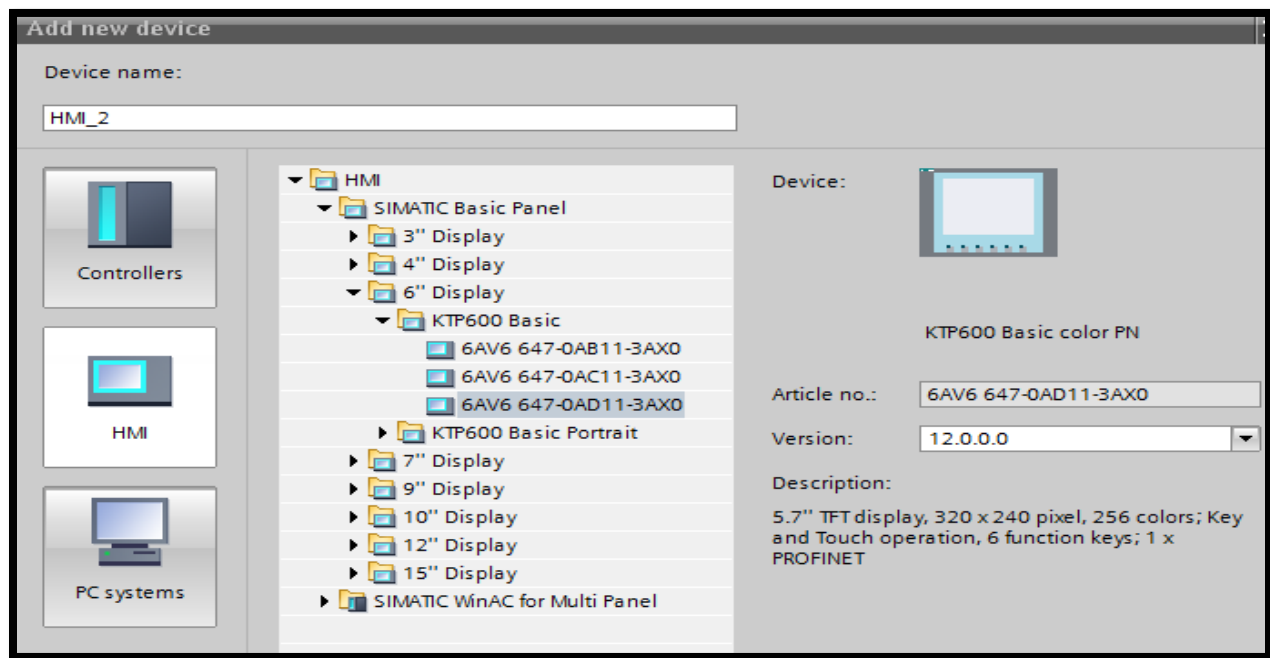 Add new device
Device name:
HMI_2
Controllers
HMI
PC systems
HMI
SIMATIC Basic Panel
3" Display
4" Display
6" Display
KTP600 Basic
6AV6 647-0AB11-3AX0
6AV6 647-0AC11-3AX0
6AV6 647-0AD11-3AX0
KTP600 Basic Portrait
7" Display
9" Display
10" Display
12" Display
15" Display
SIMATIC WinAC for Multi Panel
Device:
KTP600 Basic color PN
Article no.: 6AV6 647-0AD11-3AX0
Version: 12.0.0.0
Description:
5.7" TFT display, 320 x 240 pixel, 256 colors; Key
and Touch operation, 6 function keys; 1 x
PROFINET